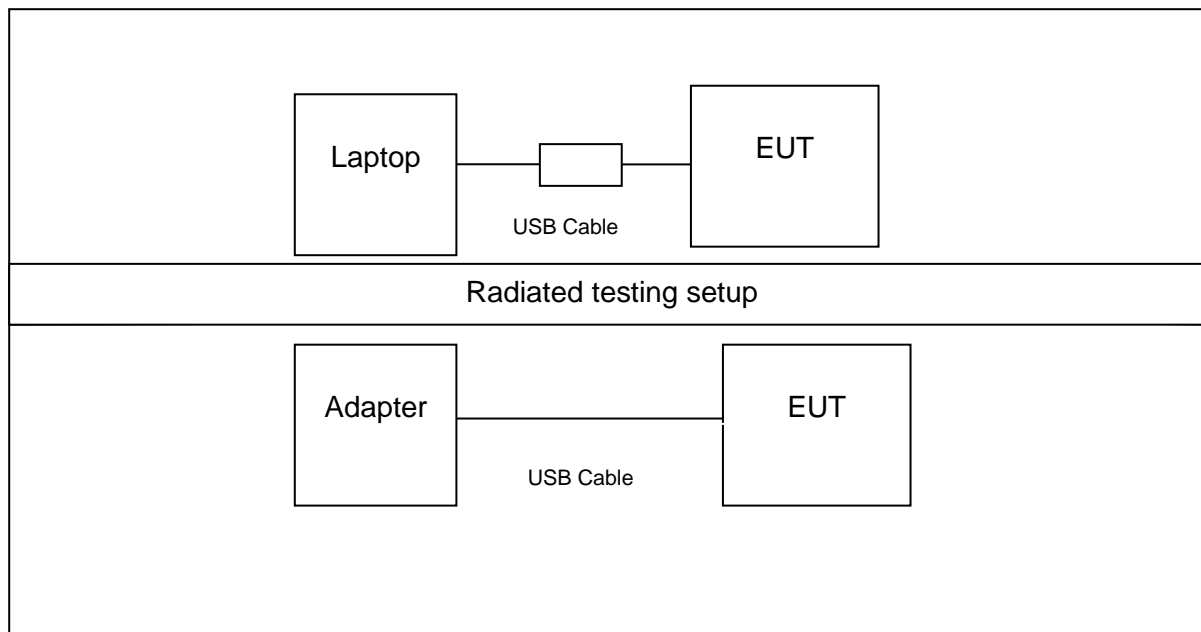 Laptop
EUT
USB Cable
Radiated testing setup
Adapter
EUT
USB Cable